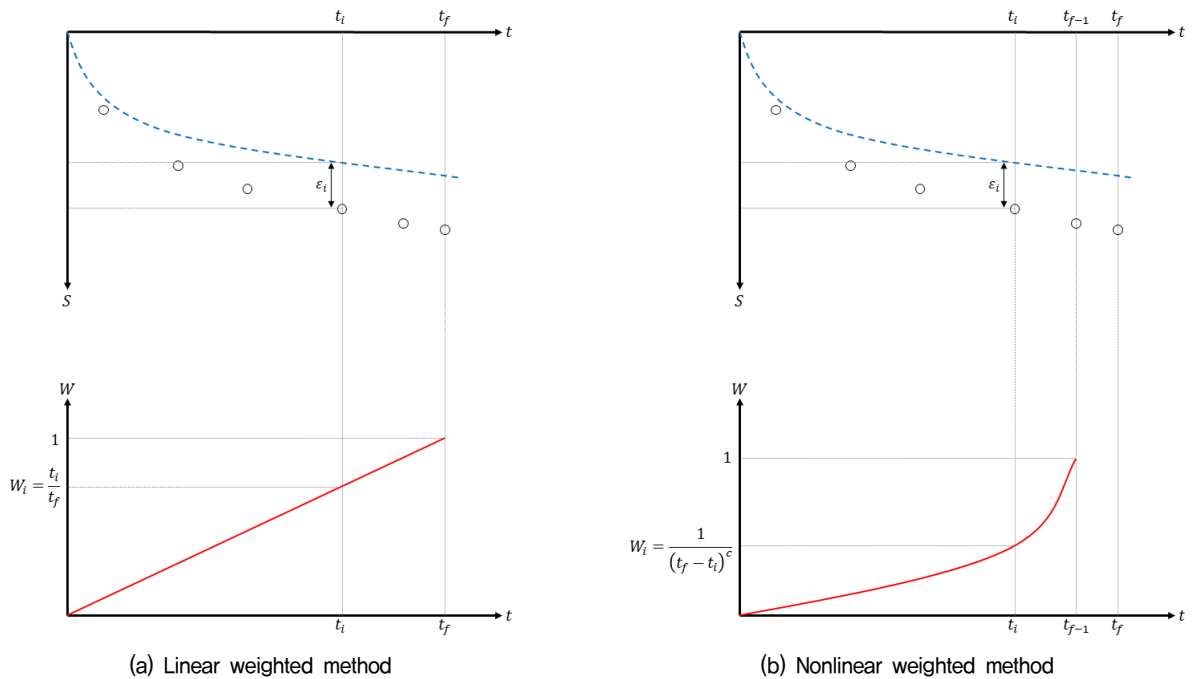 t_i t_f
t
ε_i
S
W
1
W_i = t_i/t_f
t_i t_f t
(a) Linear weighted method
t_i t_{f−1} t_f
t
ε_i
S
W
1
W_i = 1/(t_f − t_i)^c
t_i t_{f−1} t_f t
(b) Nonlinear weighted method